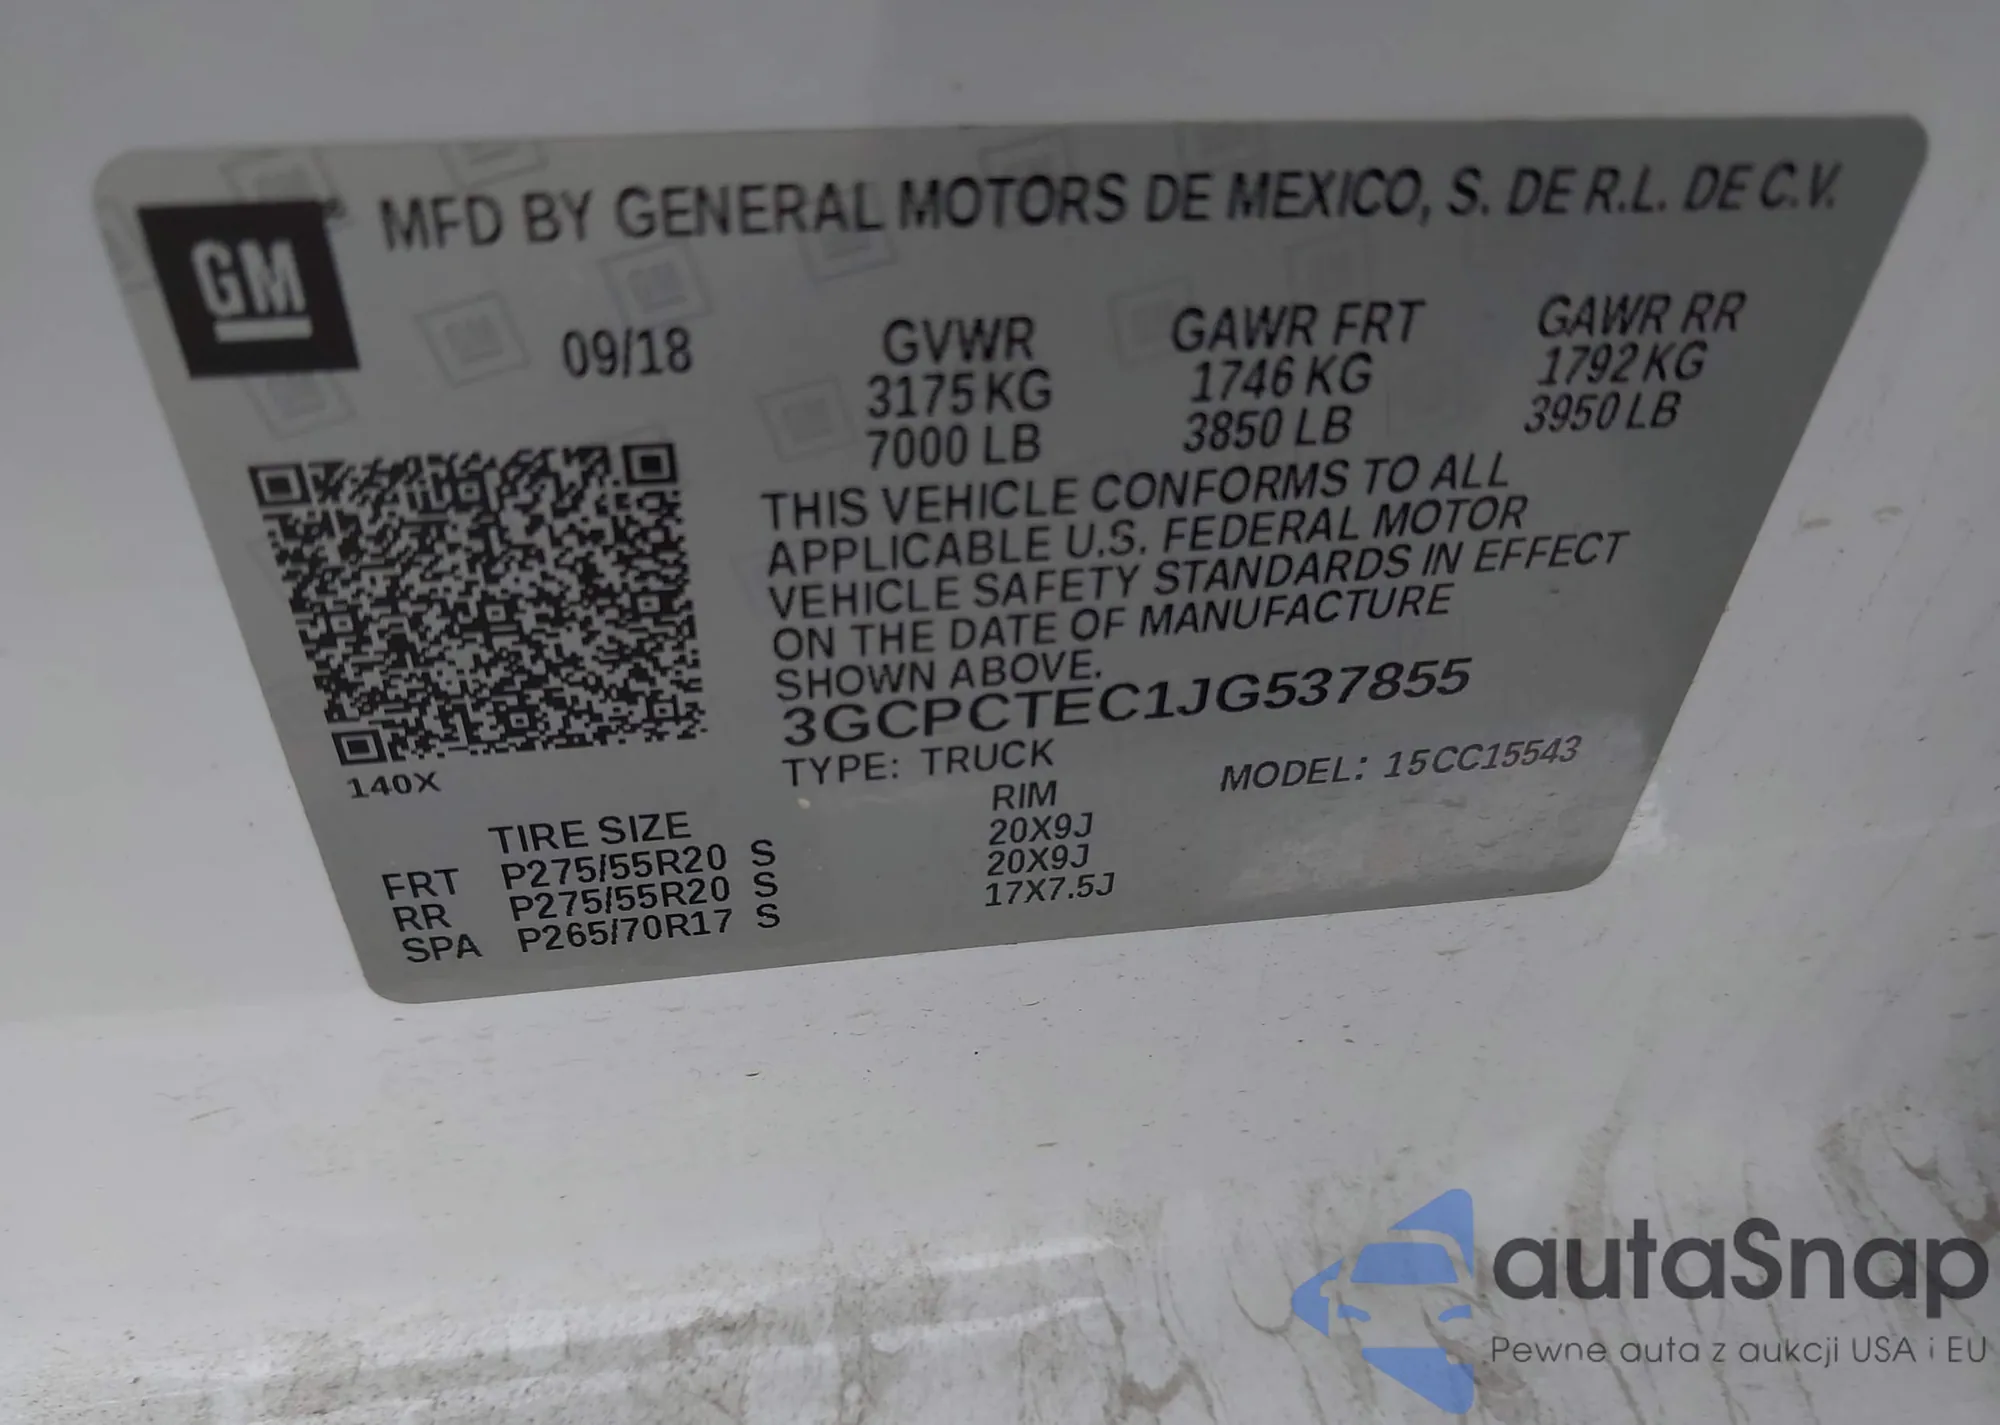 GM
MFD BY GENERAL MOTORS DE MEXICO, S. DE R.L. DE C.V.
09/18
GVWR
3175 KG
7000 LB
GAWR FRT
1746 KG
3850 LB
GAWR RR
1792 KG
3950 LB
THIS VEHICLE CONFORMS TO ALL
APPLICABLE U.S. FEDERAL MOTOR
VEHICLE SAFETY STANDARDS IN EFFECT
ON THE DATE OF MANUFACTURE
SHOWN ABOVE.
3GCPCTEC1JG537855
TYPE: TRUCK
MODEL: 15CC15543
140X
TIRE SIZE RIM
FRT P275/55R20 S 20X9J
RR P275/55R20 S 20X9J
SPA P265/70R17 S 17X7.5J
autaSnap
Pewne auta z aukcji USA i EU